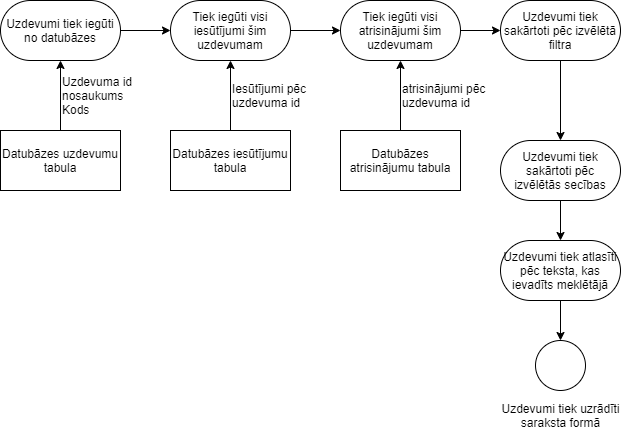 Uzdevumi tiek iegūti
no datubāzes
Tiek iegūti visi
iesūtījumi šim
uzdevumam
Tiek iegūti visi
atrisinājumi šim
uzdevumam
Uzdevumi tiek
sakārtoti pēc izvēlētā
filtra
Uzdevuma id
nosaukums
Kods
Iesūtījumi pēc
uzdevuma id
atrisinājumi pēc
uzdevuma id
Datubāzes uzdevumu
tabula
Datubāzes iesūtījumu
tabula
Datubāzes
atrisinājumu tabula
Uzdevumi tiek
sakārtoti pēc
izvēlētās secības
Uzdevumi tiek atlasīti
pēc teksta, kas
ievadīts meklētājā
Uzdevumi tiek uzrādīti
saraksta formā